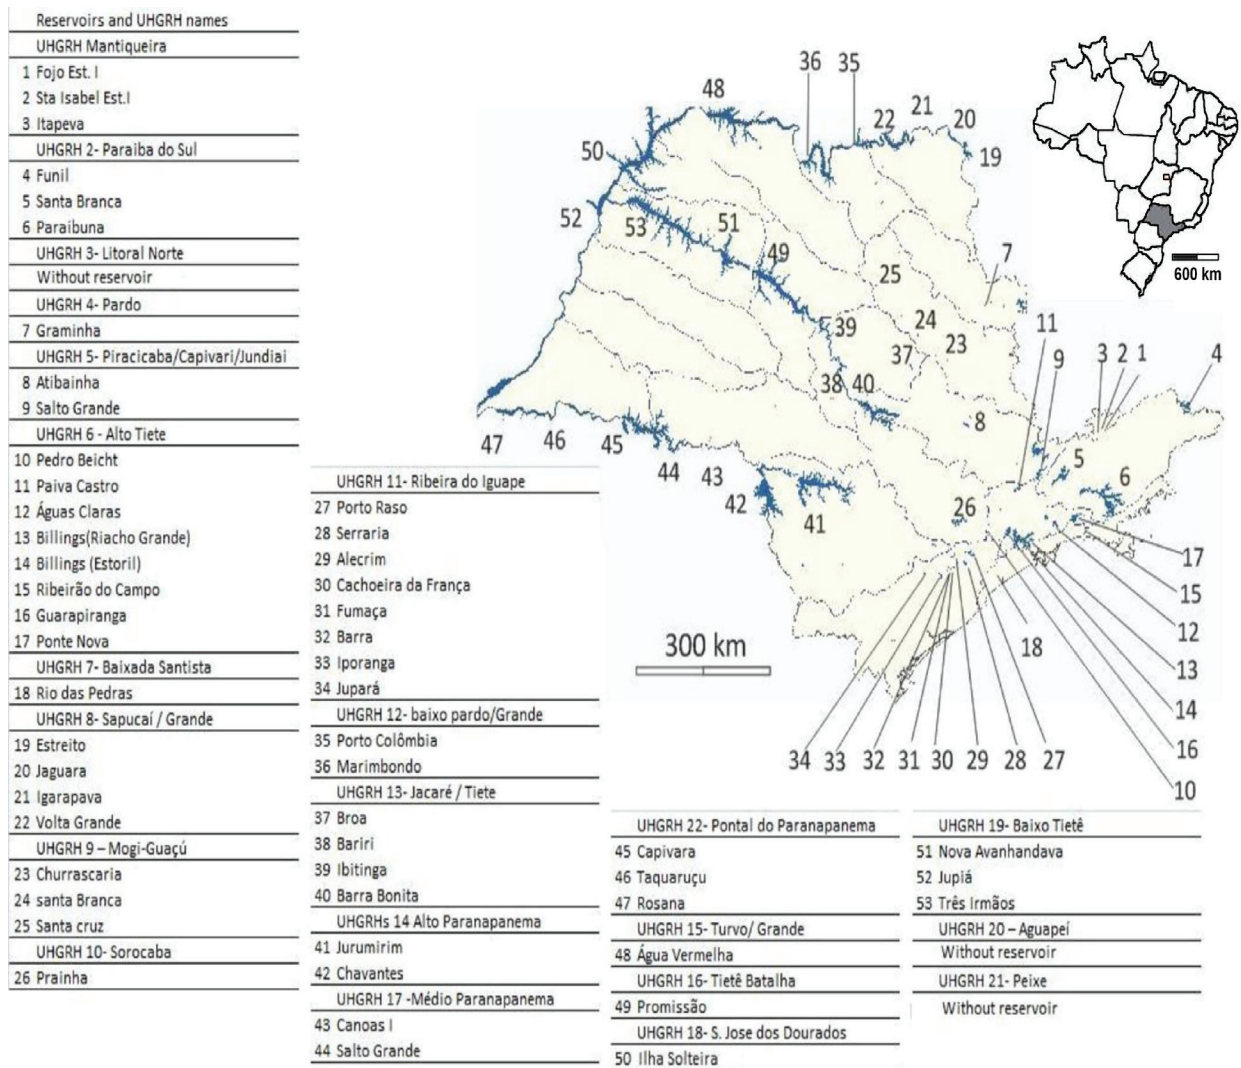 Reservoirs and UHGRH names
UHGRH Mantiqueira
1 Fojo Est. I
2 Sta Isabel Est.I
3 Itapeva
UHGRH 2- Paraiba do Sul
4 Funil
5 Santa Branca
6 Paraibuna
UHGRH 3- Litoral Norte
Without reservoir
UHGRH 4- Pardo
7 Graminha
UHGRH 5- Piracicaba/Capivari/Jundiai
8 Atibainha
9 Salto Grande
UHGRH 6 - Alto Tiete
10 Pedro Beicht
11 Paiva Castro
12 Águas Claras
13 Billings(Riacho Grande)
14 Billings (Estoril)
15 Ribeirão do Campo
16 Guarapiranga
17 Ponte Nova
UHGRH 7- Baixada Santista
18 Rio das Pedras
UHGRH 8- Sapucaí / Grande
19 Estreito
20 Jaguara
21 Igarapava
22 Volta Grande
UHGRH 9 – Mogi-Guaçú
23 Churrascaria
24 santa Branca
25 Santa cruz
UHGRH 10- Sorocaba
26 Prainha
UHGRH 11- Ribeira do Iguape
27 Porto Raso
28 Serraria
29 Alecrim
30 Cachoeira da França
31 Fumaça
32 Barra
33 Iporanga
34 Jupará
UHGRH 12- baixo pardo/Grande
35 Porto Colômbia
36 Marimbondo
UHGRH 13- Jacaré / Tiete
37 Broa
38 Bariri
39 Ibitinga
40 Barra Bonita
UHGRHs 14 Alto Paranapanema
41 Jurumirim
42 Chavantes
UHGRH 17 -Médio Paranapanema
43 Canoas I
44 Salto Grande
UHGRH 22- Pontal do Paranapanema
45 Capivara
46 Taquaruçu
47 Rosana
UHGRH 15- Turvo/ Grande
48 Água Vermelha
UHGRH 16- Tietê Batalha
49 Promissão
UHGRH 18- S. Jose dos Dourados
50 Ilha Solteira
UHGRH 19- Baixo Tietê
51 Nova Avanhandava
52 Jupiá
53 Três Irmãos
UHGRH 20 – Aguapeí
Without reservoir
UHGRH 21- Peixe
Without reservoir
48
36
35
22
21
20
19
50
52
53
51
49
25
7
24
23
39
37
38
40
11
9
3
2
1
4
8
5
6
47
46
45
44
43
42
41
26
17
15
12
13
14
16
10
18
34
33
32
31
30
29
28
27
300 km
600 km